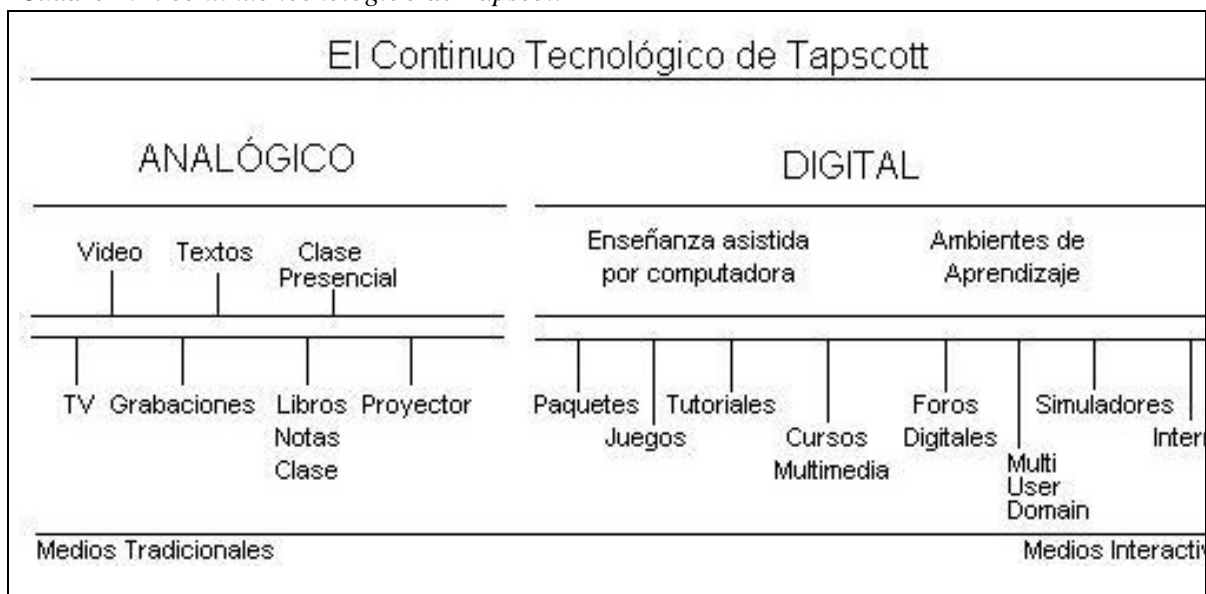 El Continuo Tecnológico de Tapscott
ANALÓGICO
DIGITAL
Video Textos Clase
Presencial
Enseñanza asistida
por computadora
Ambientes de
Aprendizaje
TV Grabaciones Libros Proyector
Notas
Clase
Paquetes Tutoriales
Juegos
Cursos
Multimedia
Foros
Digitales
Simuladores
Multi
User
Domain
Medios Tradicionales
Medios